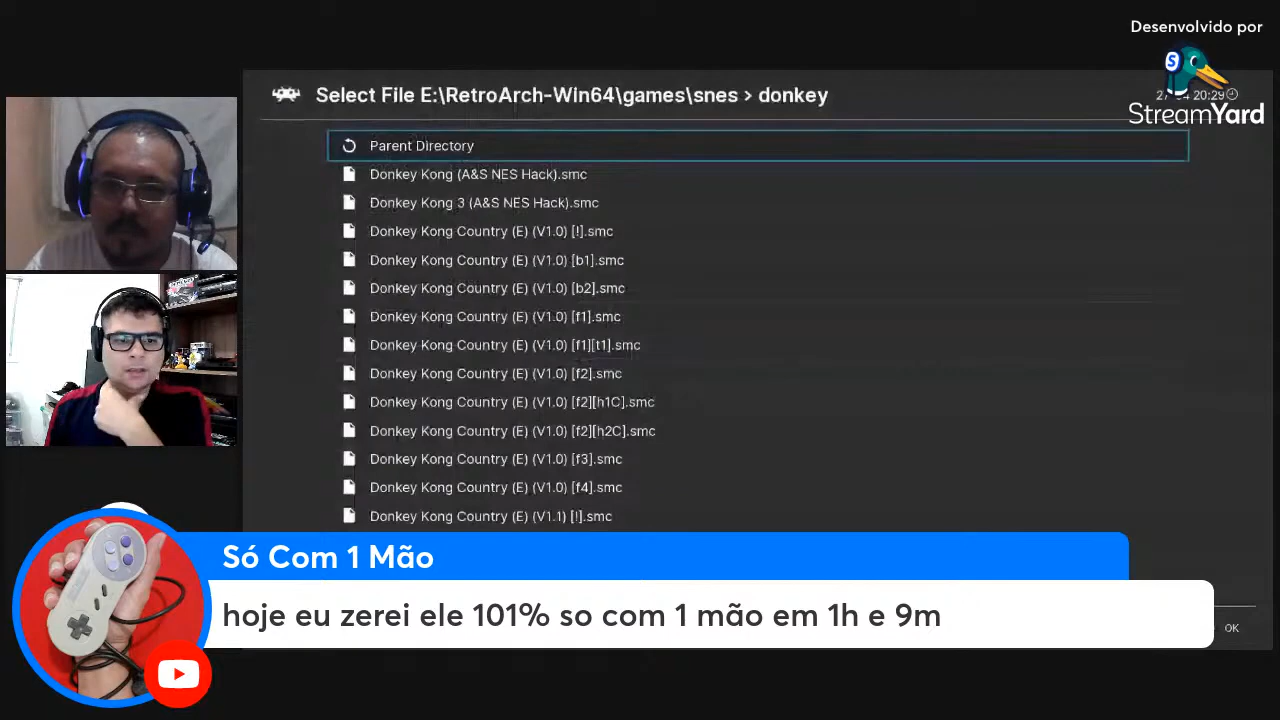 Desenvolvido por
StreamYard
Select File E:\RetroArch-Win64\games\snes > donkey
20:29
Parent Directory
Donkey Kong (A&S NES Hack).smc
Donkey Kong 3 (A&S NES Hack).smc
Donkey Kong Country (E) (V1.0) [!].smc
Donkey Kong Country (E) (V1.0) [b1].smc
Donkey Kong Country (E) (V1.0) [b2].smc
Donkey Kong Country (E) (V1.0) [f1].smc
Donkey Kong Country (E) (V1.0) [f1][t1].smc
Donkey Kong Country (E) (V1.0) [f2].smc
Donkey Kong Country (E) (V1.0) [f2][h1C].smc
Donkey Kong Country (E) (V1.0) [f2][h2C].smc
Donkey Kong Country (E) (V1.0) [f3].smc
Donkey Kong Country (E) (V1.0) [f4].smc
Donkey Kong Country (E) (V1.1) [!].smc
Só Com 1 Mão
hoje eu zerei ele 101% so com 1 mão em 1h e 9m
OK